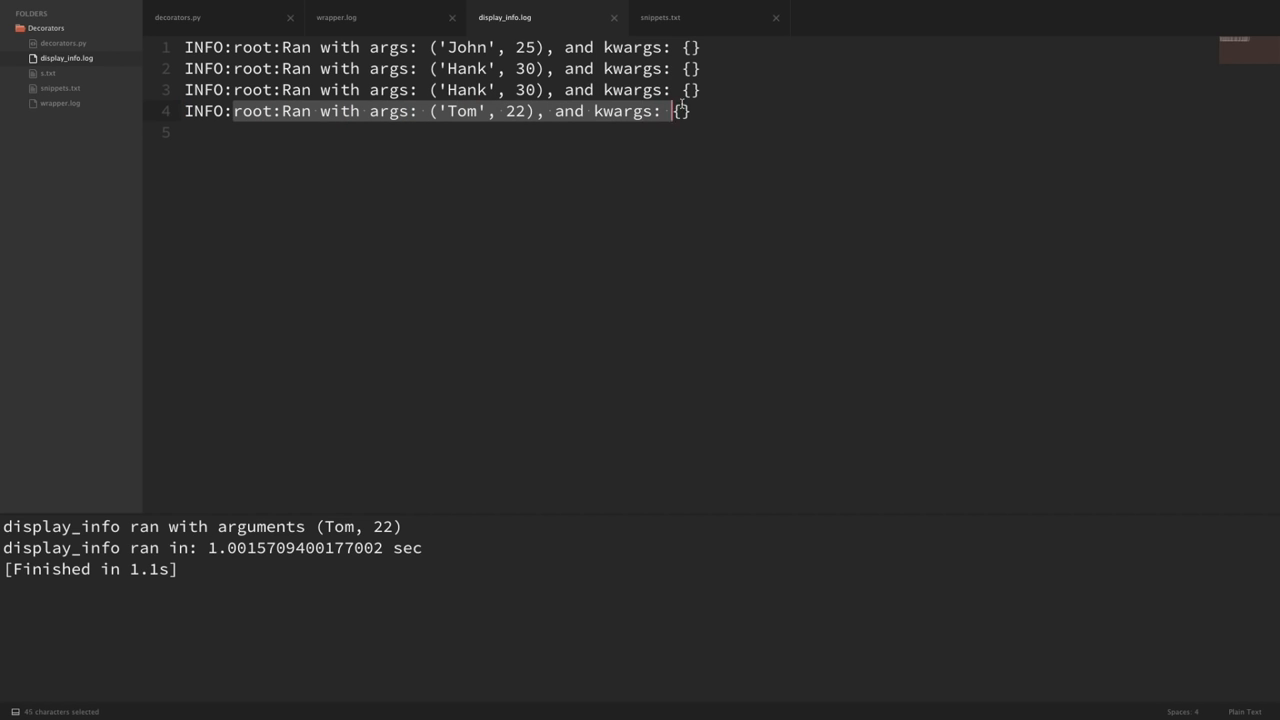 FOLDERS
Decorators
decorators.py
display_info.log
s.txt
snippets.txt
wrapper.log
decorators.py
wrapper.log
display_info.log
snippets.txt
1 INFO:root:Ran with args: ('John', 25), and kwargs: {}
2 INFO:root:Ran with args: ('Hank', 30), and kwargs: {}
3 INFO:root:Ran with args: ('Hank', 30), and kwargs: {}
4 INFO:root:Ran with args: ('Tom', 22), and kwargs: {}
5
display_info ran with arguments (Tom, 22)
display_info ran in: 1.0015709400177002 sec
[Finished in 1.1s]
45 characters selected
Spaces: 4
Plain Text